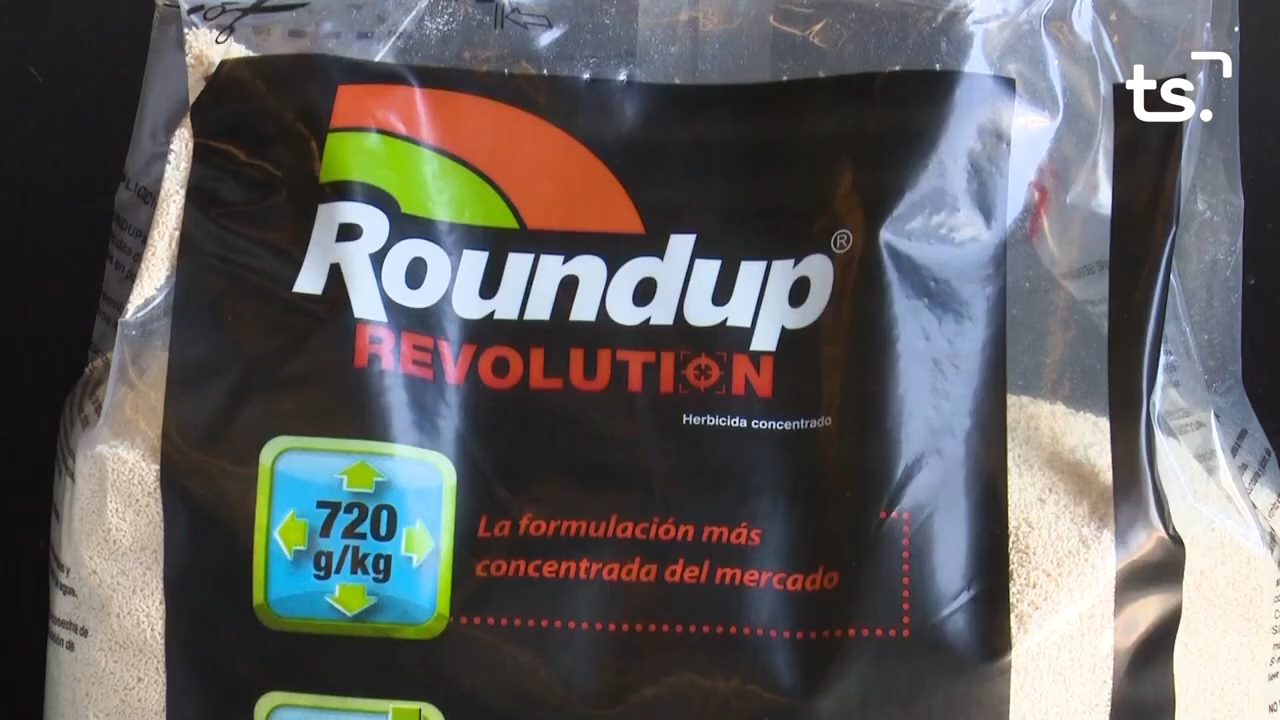 ts.
Roundup®
REVOLUTION
Herbicida concentrado
720
g/kg
La formulación más
concentrada del mercado